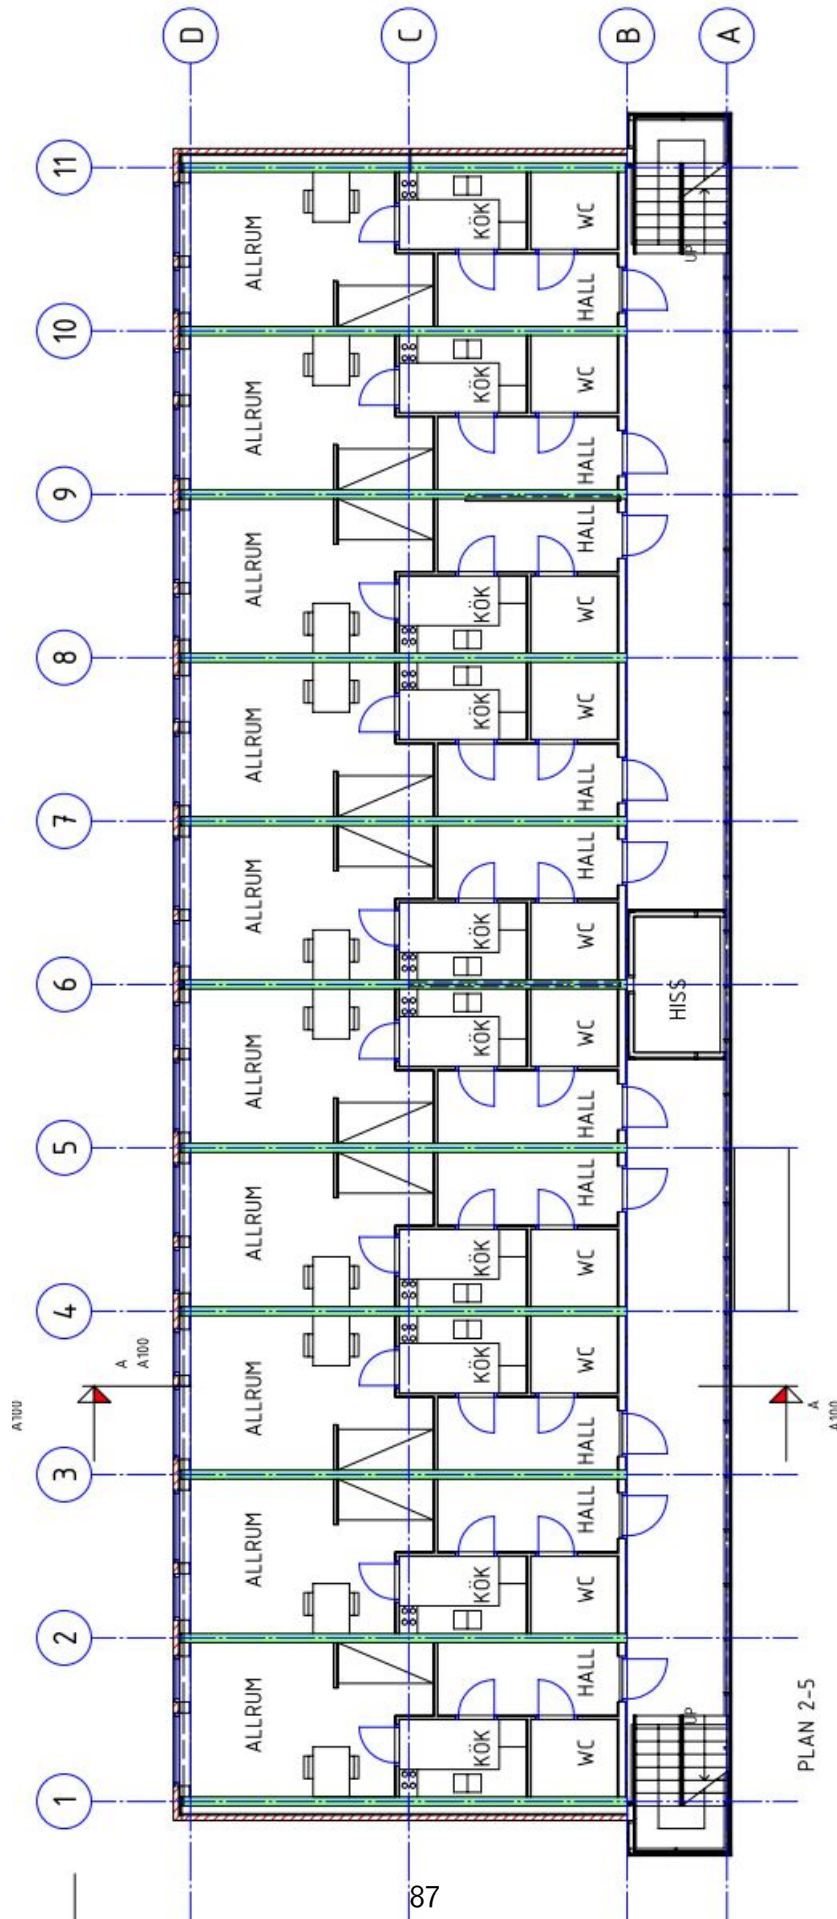 D
C
B
A
11
ALLRUM
KÖK
WC
UP
HALL
10
ALLRUM
KÖK
WC
HALL
9
HALL
ALLRUM
KÖK
WC
8
KÖK
WC
ALLRUM
HALL
7
HALL
ALLRUM
KÖK
WC
6
HISS
KÖK
WC
ALLRUM
HALL
5
HALL
ALLRUM
KÖK
WC
4
KÖK
WC
ALLRUM
A
A100
A100
A
A100
HALL
3
HALL
ALLRUM
KÖK
WC
2
HALL
ALLRUM
KÖK
WC
UP
PLAN 2-5
1
87